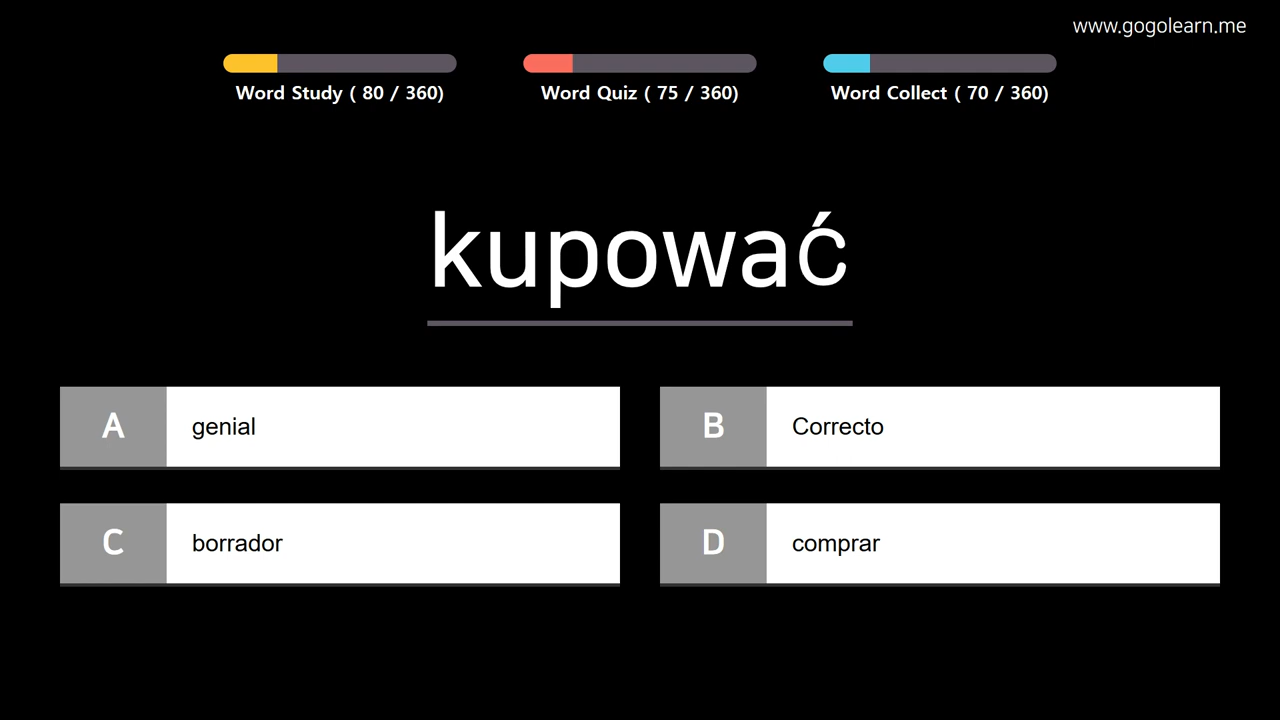 www.gogolearn.me
Word Study ( 80 / 360)
Word Quiz ( 75 / 360)
Word Collect ( 70 / 360)
kupować
A genial
B Correcto
C borrador
D comprar